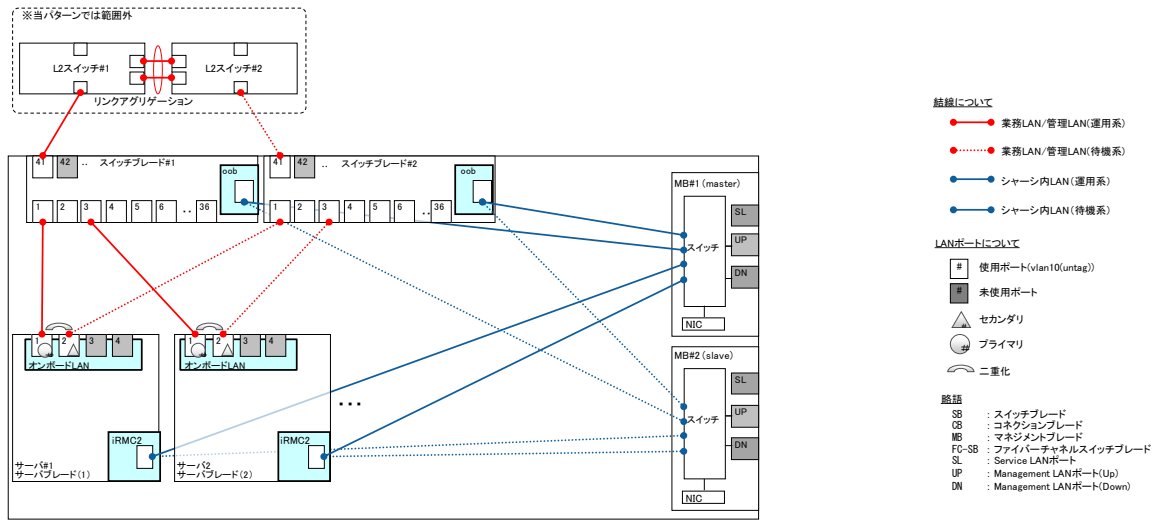 ※当パターンでは範囲外
L2スイッチ#1
L2スイッチ#2
リンクアグリゲーション
41
42
..
スイッチブレード#1
oob
41
42
..
スイッチブレード#2
oob
1
2
3
4
5
6
..
36
1
2
3
4
5
6
..
36
MB#1 (master)
SL
スイッチ
UP
DN
NIC
MB#2 (slave)
SL
スイッチ
UP
DN
NIC
1
2
3
4
#
#
オンボードLAN
1
2
3
4
#
#
オンボードLAN
...
iRMC2
サーバ#1
サーバブレード(1)
iRMC2
サーバ2
サーバブレード(2)
結線について
業務LAN/管理LAN(運用系)
業務LAN/管理LAN(待機系)
シャーシ内LAN(運用系)
シャーシ内LAN(待機系)
LANポートについて
# 使用ポート(vlan10(untag))
# 未使用ポート
# セカンダリ
# プライマリ
二重化
略語
SB : スイッチブレード
CB : コネクションブレード
MB : マネジメントブレード
FC-SB : ファイバーチャネルスイッチブレード
SL : Service LANポート
UP : Management LANポート(Up)
DN : Management LANポート(Down)